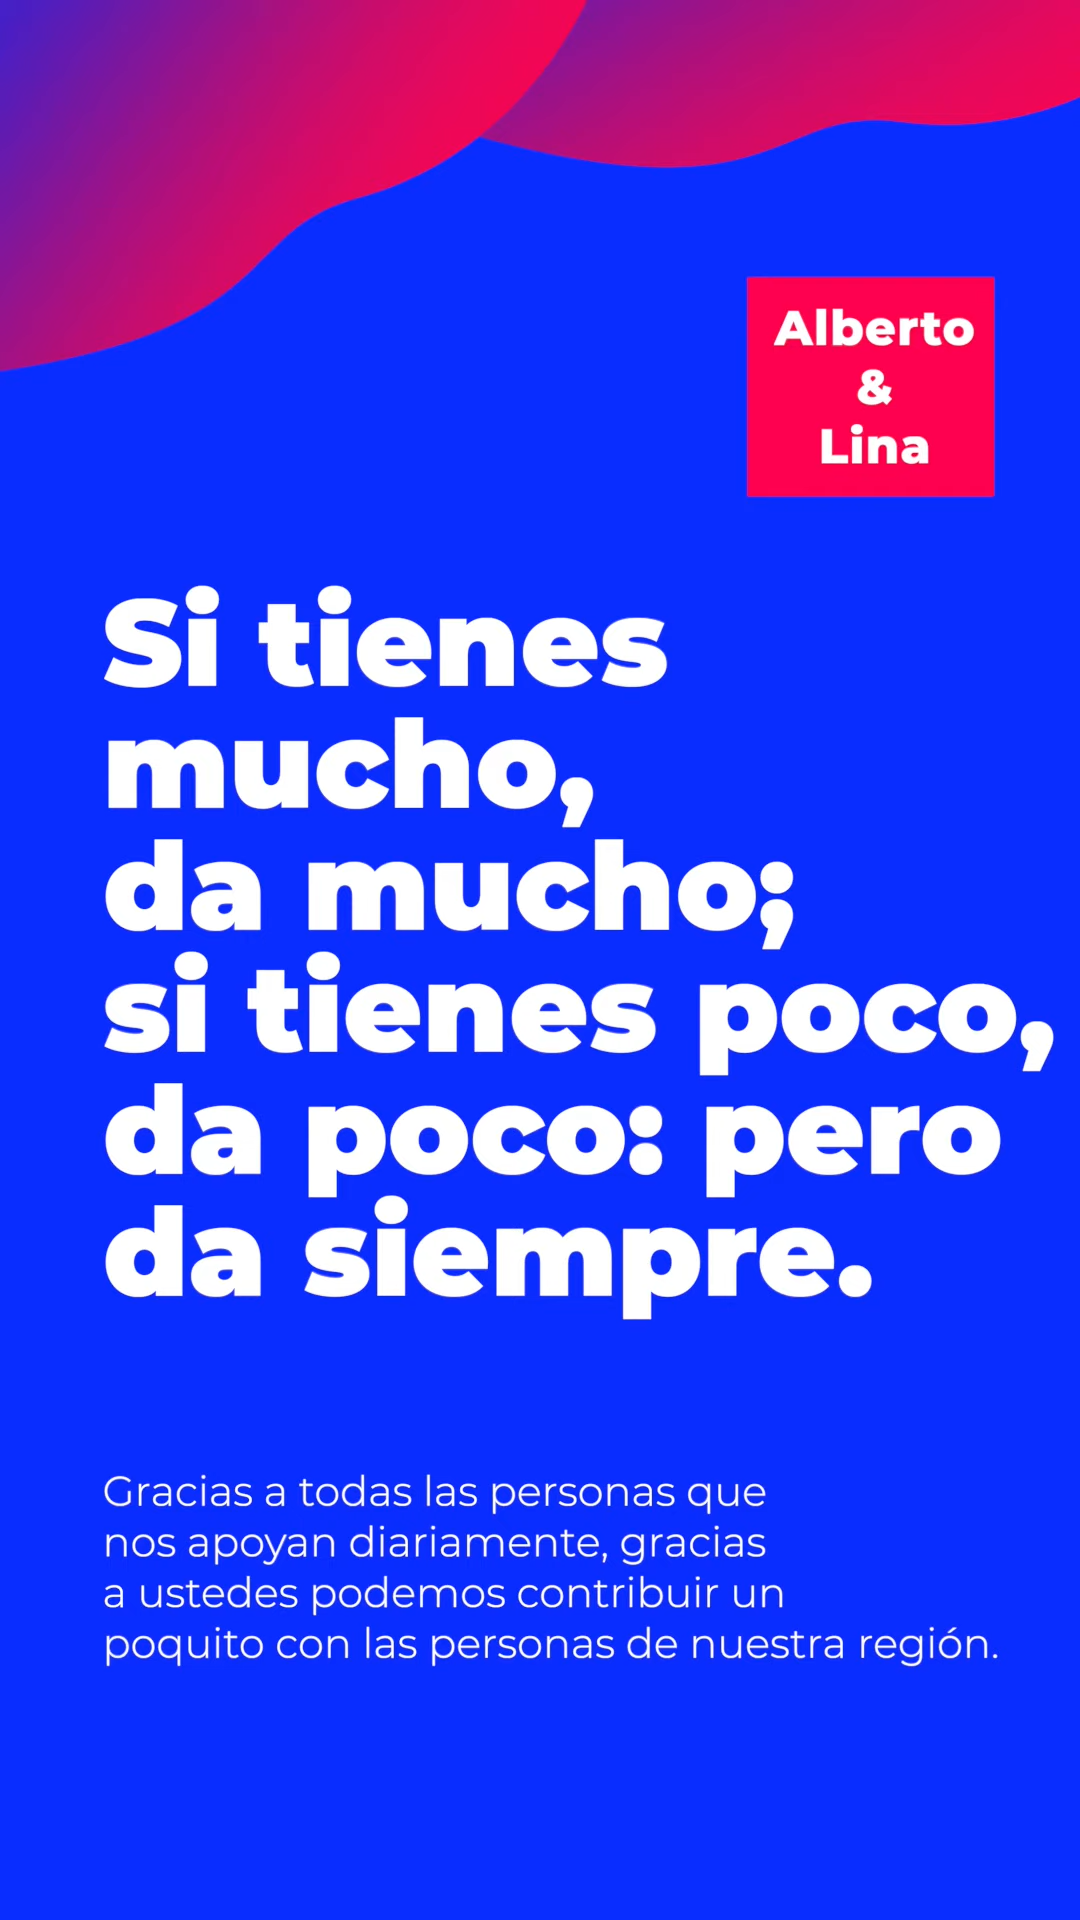 Alberto
&
Lina
Si tienes
mucho,
da mucho;
si tienes poco,
da poco: pero
da siempre.
Gracias a todas las personas que
nos apoyan diariamente, gracias
a ustedes podemos contribuir un
poquito con las personas de nuestra región.